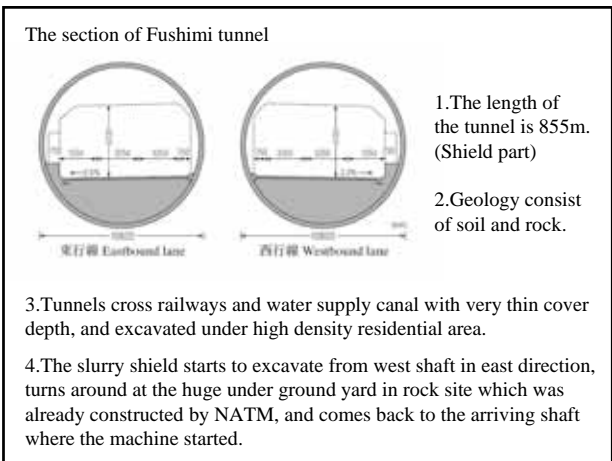 The section of Fushimi tunnel
1.The length of
the tunnel is 855m.
(Shield part)
2.Geology consist
of soil and rock.
東行線 Eastbound lane
西行線 Westbound lane
3.Tunnels cross railways and water supply canal with very thin cover
depth, and excavated under high density residential area.
4.The slurry shield starts to excavate from west shaft in east direction,
turns around at the huge under ground yard in rock site which was
already constructed by NATM, and comes back to the arriving shaft
where the machine started.